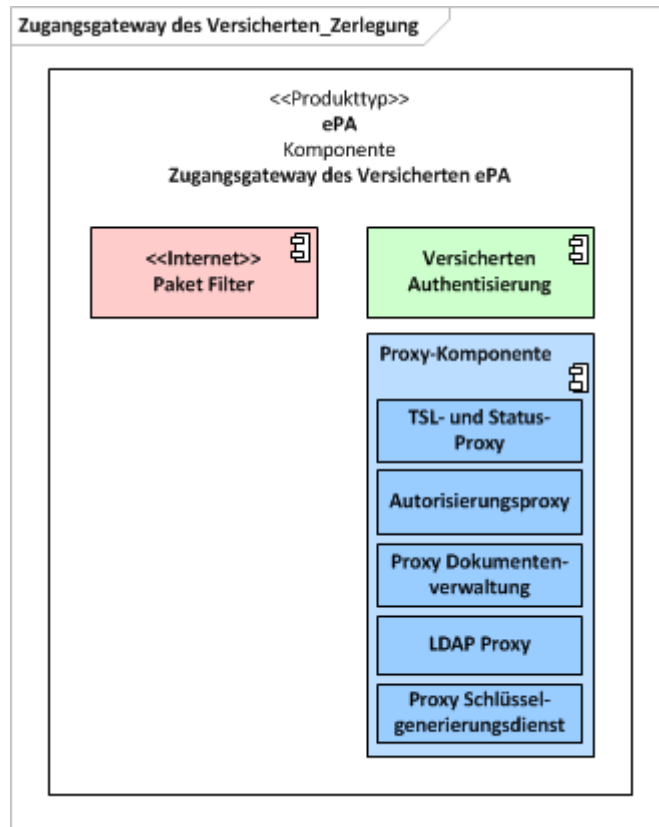 Zugangsgateway des Versicherten_Zerlegung
<<Produkttyp>>
ePA
Komponente
Zugangsgateway des Versicherten ePA
<<Internet>>
Paket Filter
Versicherten
Authentisierung
Proxy-Komponente
TSL- und Status-
Proxy
Autorisierungsproxy
Proxy Dokumenten-
verwaltung
LDAP Proxy
Proxy Schlüssel-
generierungsdienst